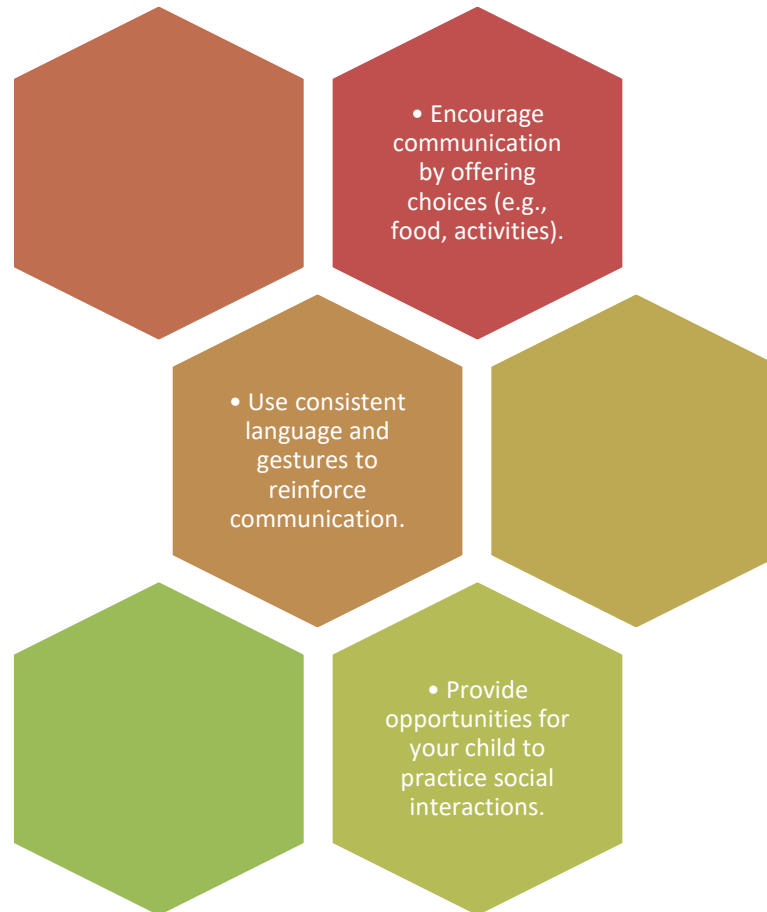 • Encourage
communication
by offering
choices (e.g.,
food, activities).
• Use consistent
language and
gestures to
reinforce
communication.
• Provide
opportunities for
your child to
practice social
interactions.